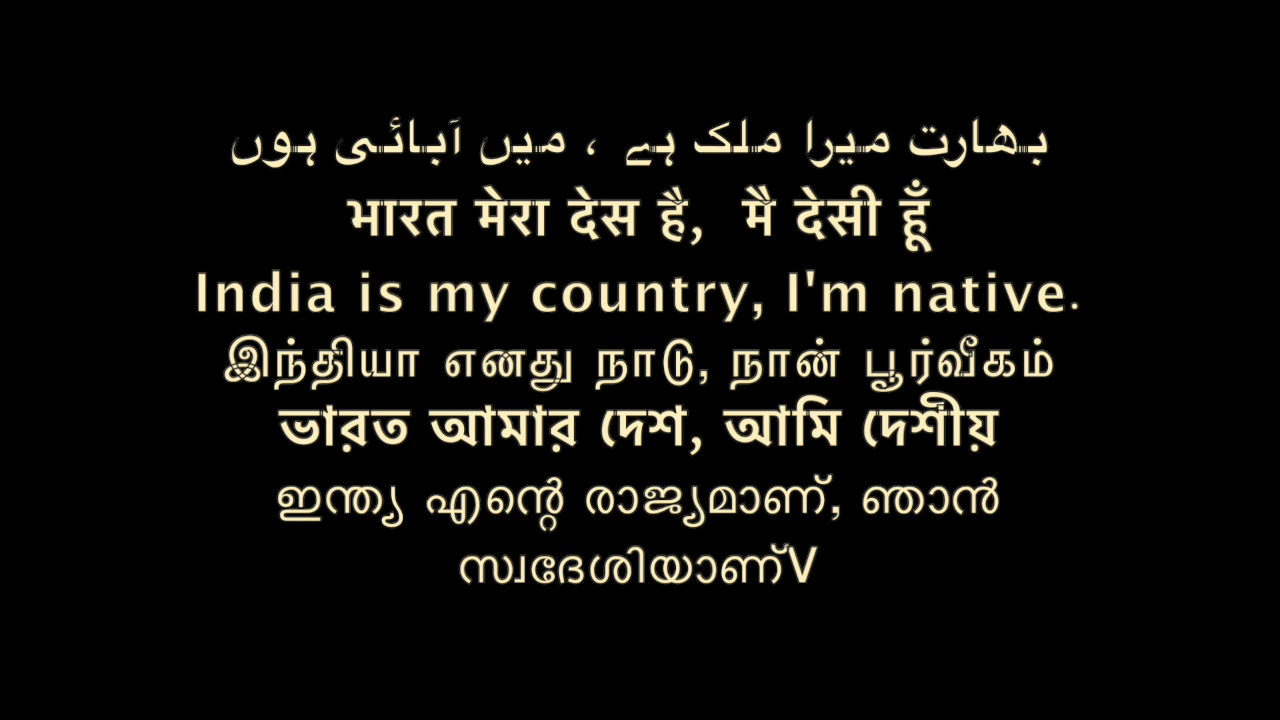 بھارت میرا ملک ہے ، میں آبائی ہوں
भारत मेरा देस है, मै देसी हूँ
India is my country, I'm native.
இந்தியா எனது நாடு, நான் பூர்வீகம்
ভারত আমার দেশ, আমি দেশীয়
ഇന്ത്യ എന്റെ രാജ്യമാണ്, ഞാൻ
സ്വദേശിയാണ്V